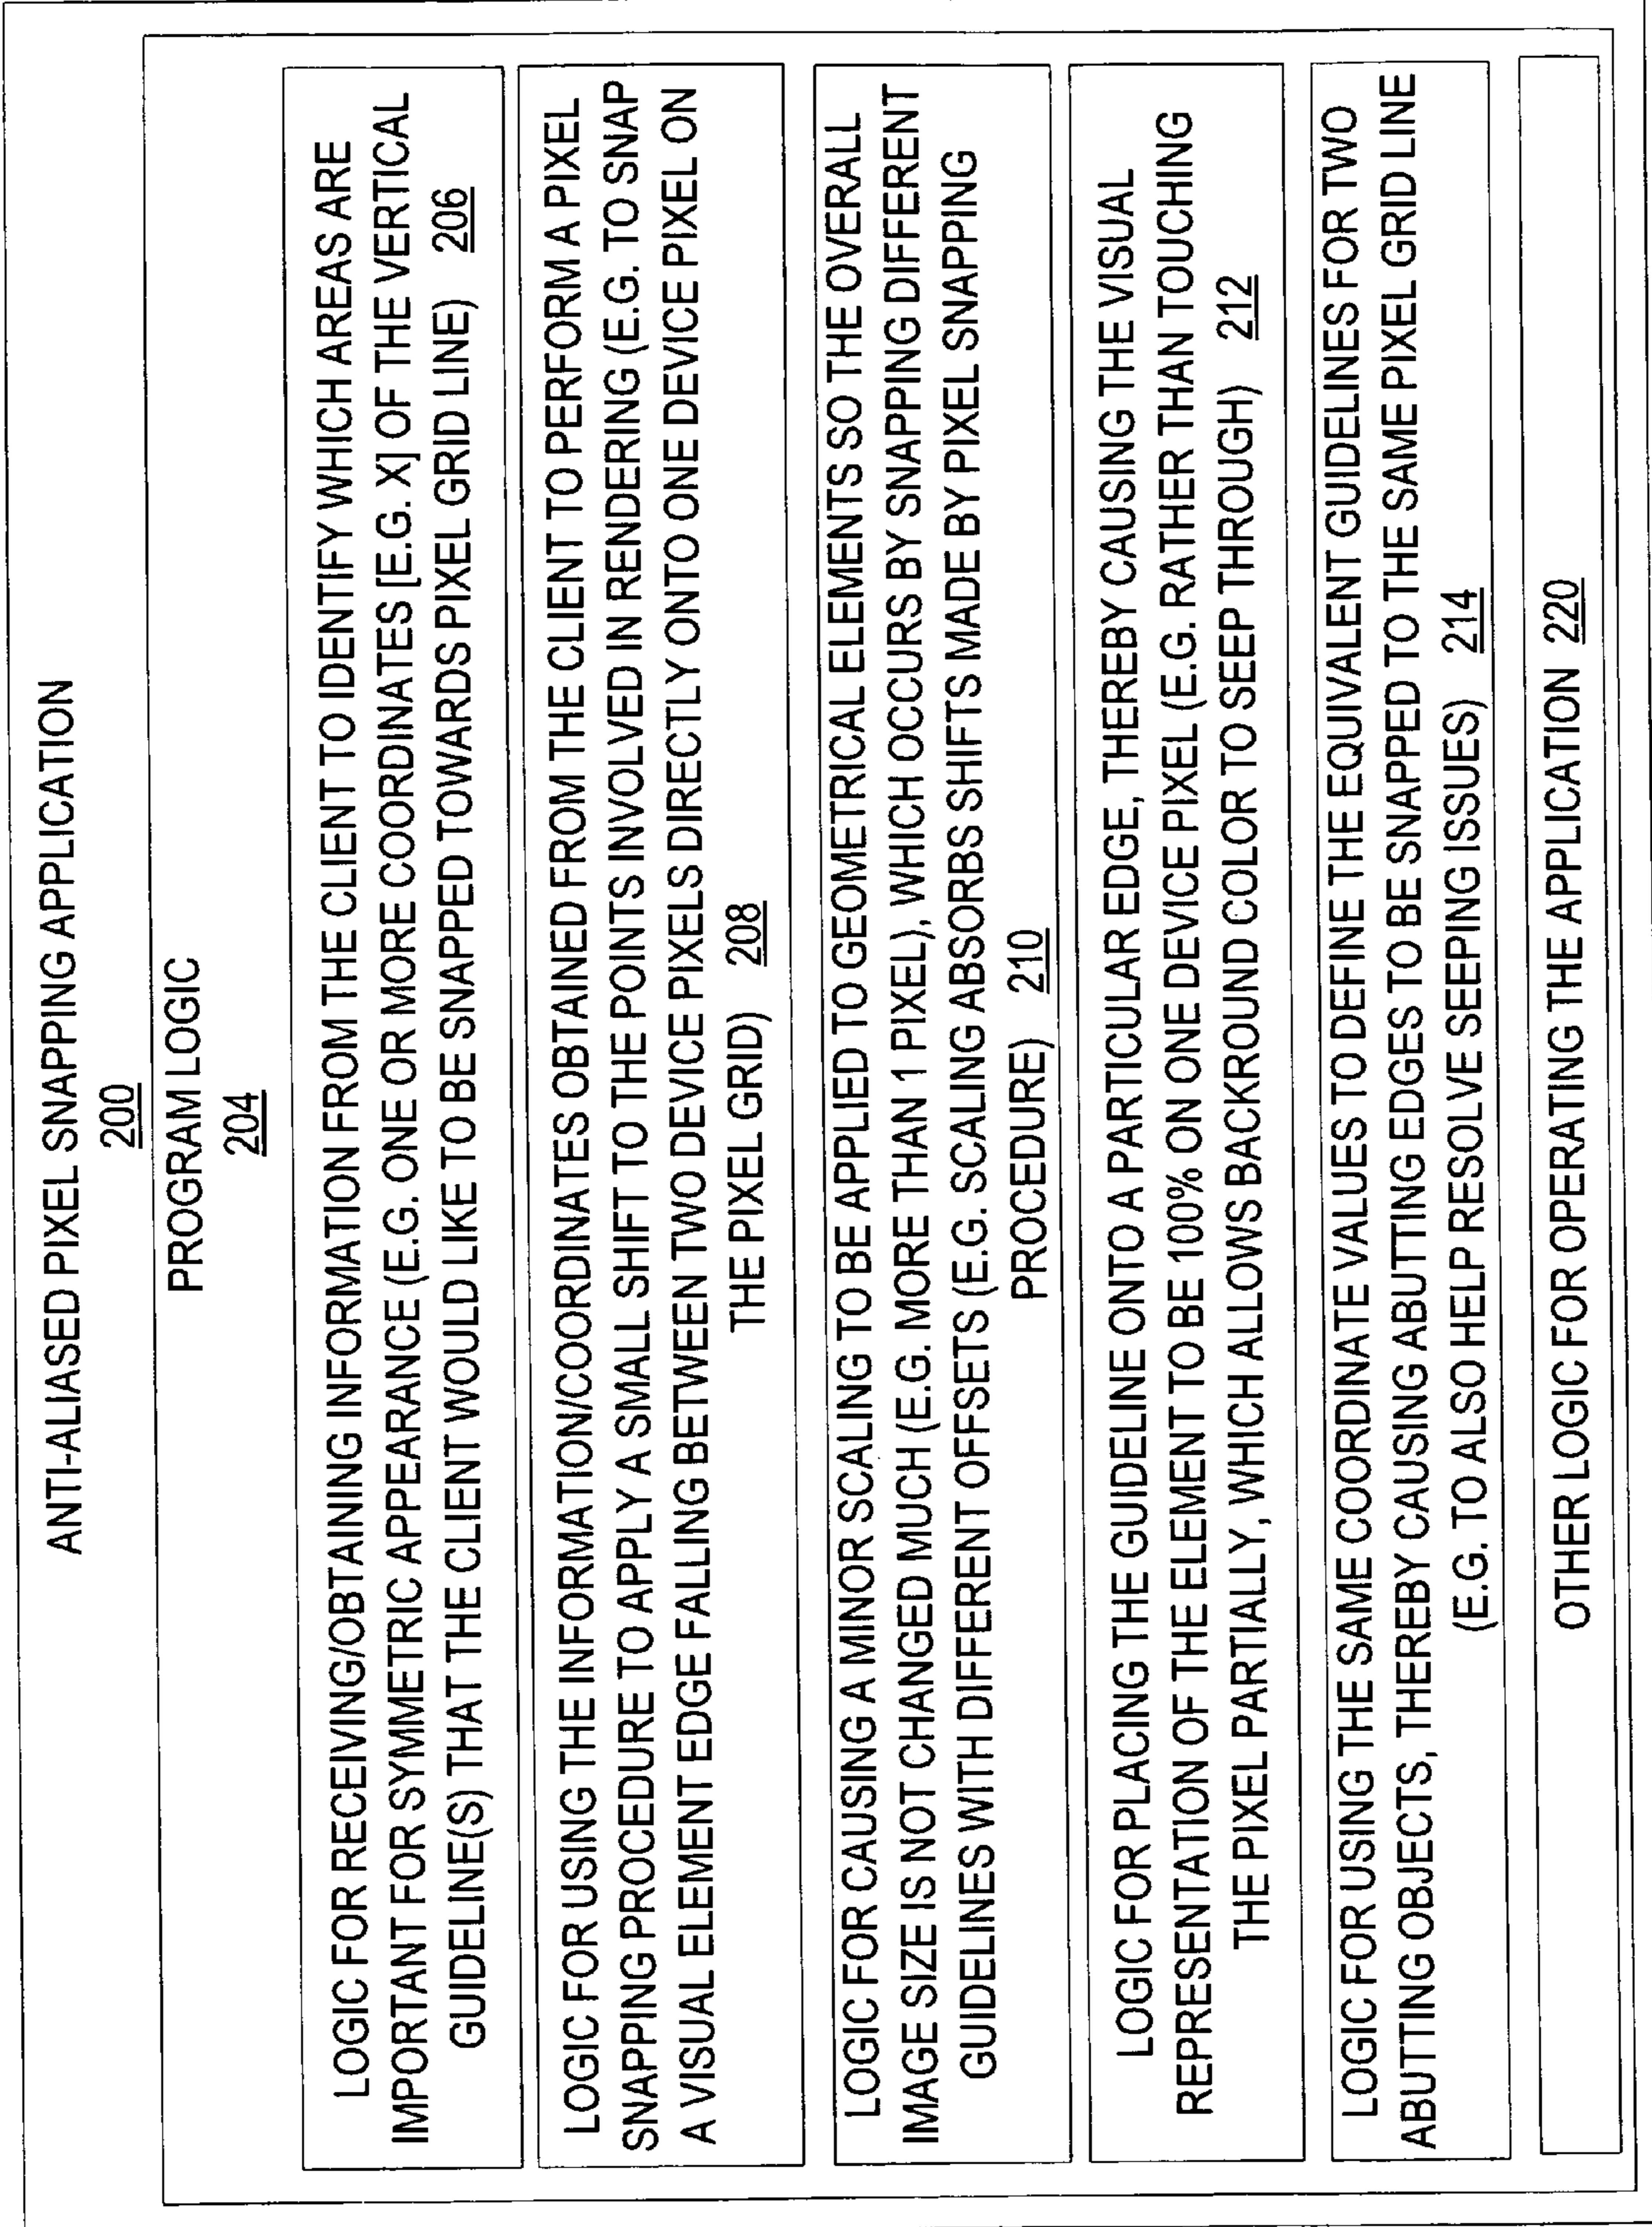 ANTI-ALIASED PIXEL SNAPPING APPLICATION
200
PROGRAM LOGIC
204
LOGIC FOR RECEIVING/OBTAINING INFORMATION FROM THE CLIENT TO IDENTIFY WHICH AREAS ARE
IMPORTANT FOR SYMMETRIC APPEARANCE (E.G. ONE OR MORE COORDINATES [E.G. X] OF THE VERTICAL
GUIDELINE(S) THAT THE CLIENT WOULD LIKE TO BE SNAPPED TOWARDS PIXEL GRID LINE) 206
LOGIC FOR USING THE INFORMATION/COORDINATES OBTAINED FROM THE CLIENT TO PERFORM A PIXEL
SNAPPING PROCEDURE TO APPLY A SMALL SHIFT TO THE POINTS INVOLVED IN RENDERING (E.G. TO SNAP
A VISUAL ELEMENT EDGE FALLING BETWEEN TWO DEVICE PIXELS DIRECTLY ONTO ONE DEVICE PIXEL ON
THE PIXEL GRID) 208
LOGIC FOR CAUSING A MINOR SCALING TO BE APPLIED TO GEOMETRICAL ELEMENTS SO THE OVERALL
IMAGE SIZE IS NOT CHANGED MUCH (E.G. MORE THAN 1 PIXEL), WHICH OCCURS BY SNAPPING DIFFERENT
GUIDELINES WITH DIFFERENT OFFSETS (E.G. SCALING ABSORBS SHIFTS MADE BY PIXEL SNAPPING
PROCEDURE) 210
LOGIC FOR PLACING THE GUIDELINE ONTO A PARTICULAR EDGE, THEREBY CAUSING THE VISUAL
REPRESENTATION OF THE ELEMENT TO BE 100% ON ONE DEVICE PIXEL (E.G. RATHER THAN TOUCHING
THE PIXEL PARTIALLY, WHICH ALLOWS BACKROUND COLOR TO SEEP THROUGH) 212
LOGIC FOR USING THE SAME COORDINATE VALUES TO DEFINE THE EQUIVALENT GUIDELINES FOR TWO
ABUTTING OBJECTS, THEREBY CAUSING ABUTTING EDGES TO BE SNAPPED TO THE SAME PIXEL GRID LINE
(E.G. TO ALSO HELP RESOLVE SEEPING ISSUES) 214
OTHER LOGIC FOR OPERATING THE APPLICATION 220